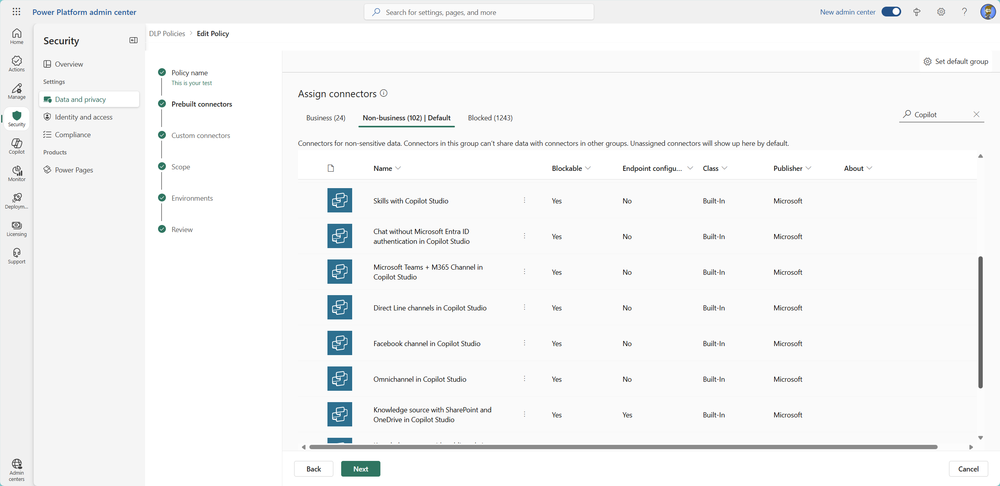 Power Platform admin center
Search for settings, pages, and more
New admin center
Home
Actions
Manage
Security
Copilot
Monitor
Deploym...
Licensing
Support
Admin
centers
Security
Overview
Settings
Data and privacy
Identity and access
Compliance
Products
Power Pages
DLP Policies > Edit Policy
Policy name
This is your test
Prebuilt connectors
Custom connectors
Scope
Environments
Review
Set default group
Assign connectors
Business (24)
Non-business (102) | Default
Blocked (1243)
Copilot
Connectors for non-sensitive data. Connectors in this group can’t share data with connectors in other groups. Unassigned connectors will show up here by default.
Name Blockable Endpoint configu... Class Publisher About
Skills with Copilot Studio Yes No Built-In Microsoft
Chat without Microsoft Entra ID
authentication in Copilot Studio Yes No Built-In Microsoft
Microsoft Teams + M365 Channel in
Copilot Studio Yes No Built-In Microsoft
Direct Line channels in Copilot Studio Yes No Built-In Microsoft
Facebook channel in Copilot Studio Yes No Built-In Microsoft
Omnichannel in Copilot Studio Yes No Built-In Microsoft
Knowledge source with SharePoint and
OneDrive in Copilot Studio Yes Yes Built-In Microsoft
Back
Next
Cancel